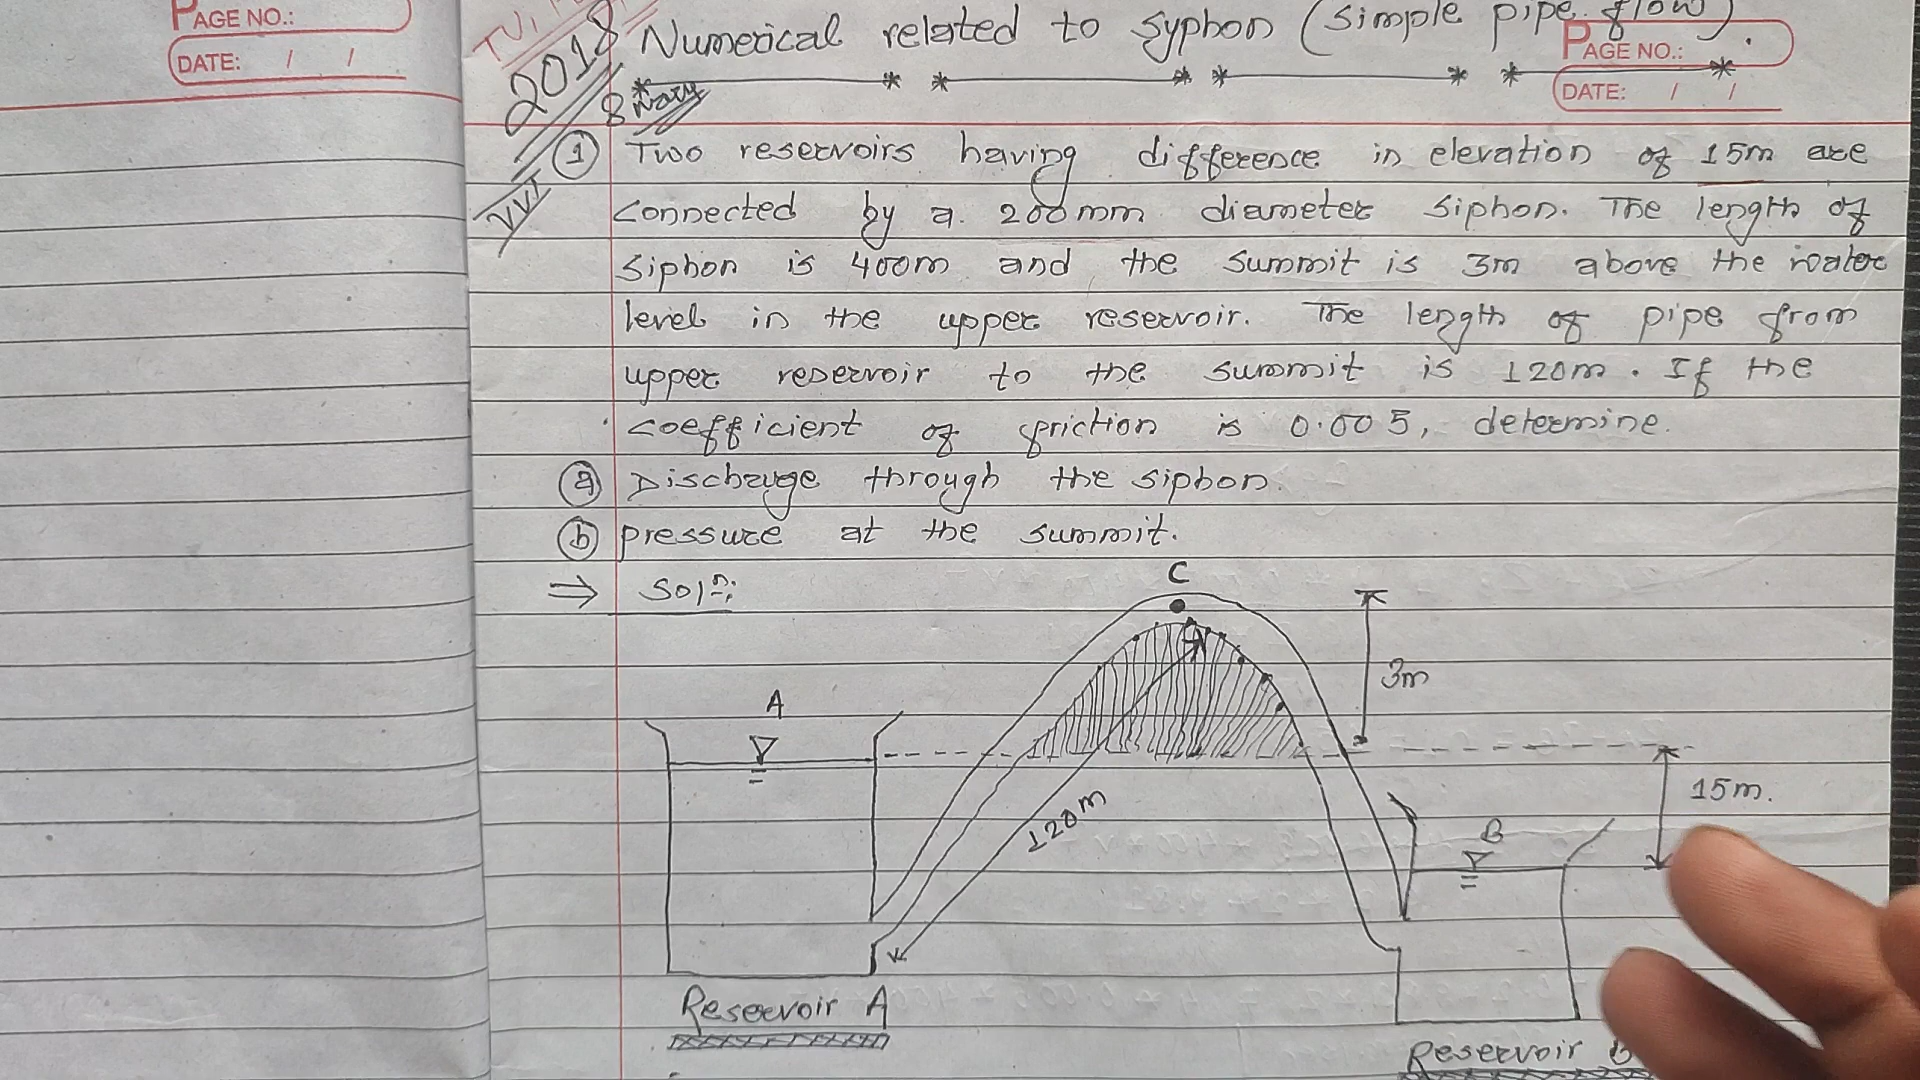 PAGE NO.:
DATE: / /
PAGE NO.:
DATE: / /
2018
Numerical related to syphon (simple pipe flow).
VVI
① Two reservoirs having difference in elevation of 15m are
connected by a 200mm diameter siphon. The length of
siphon is 400m and the summit is 3m above the water
level in the upper reservoir. The length of pipe from
upper reservoir to the summit is 120m. If the
coefficient of friction is 0.005, determine.
ⓐ Discharge through the siphon.
ⓑ pressure at the summit.
⇒ Solⁿ:
C
3m
A
15m.
120m
B
Reservoir A
Reservoir